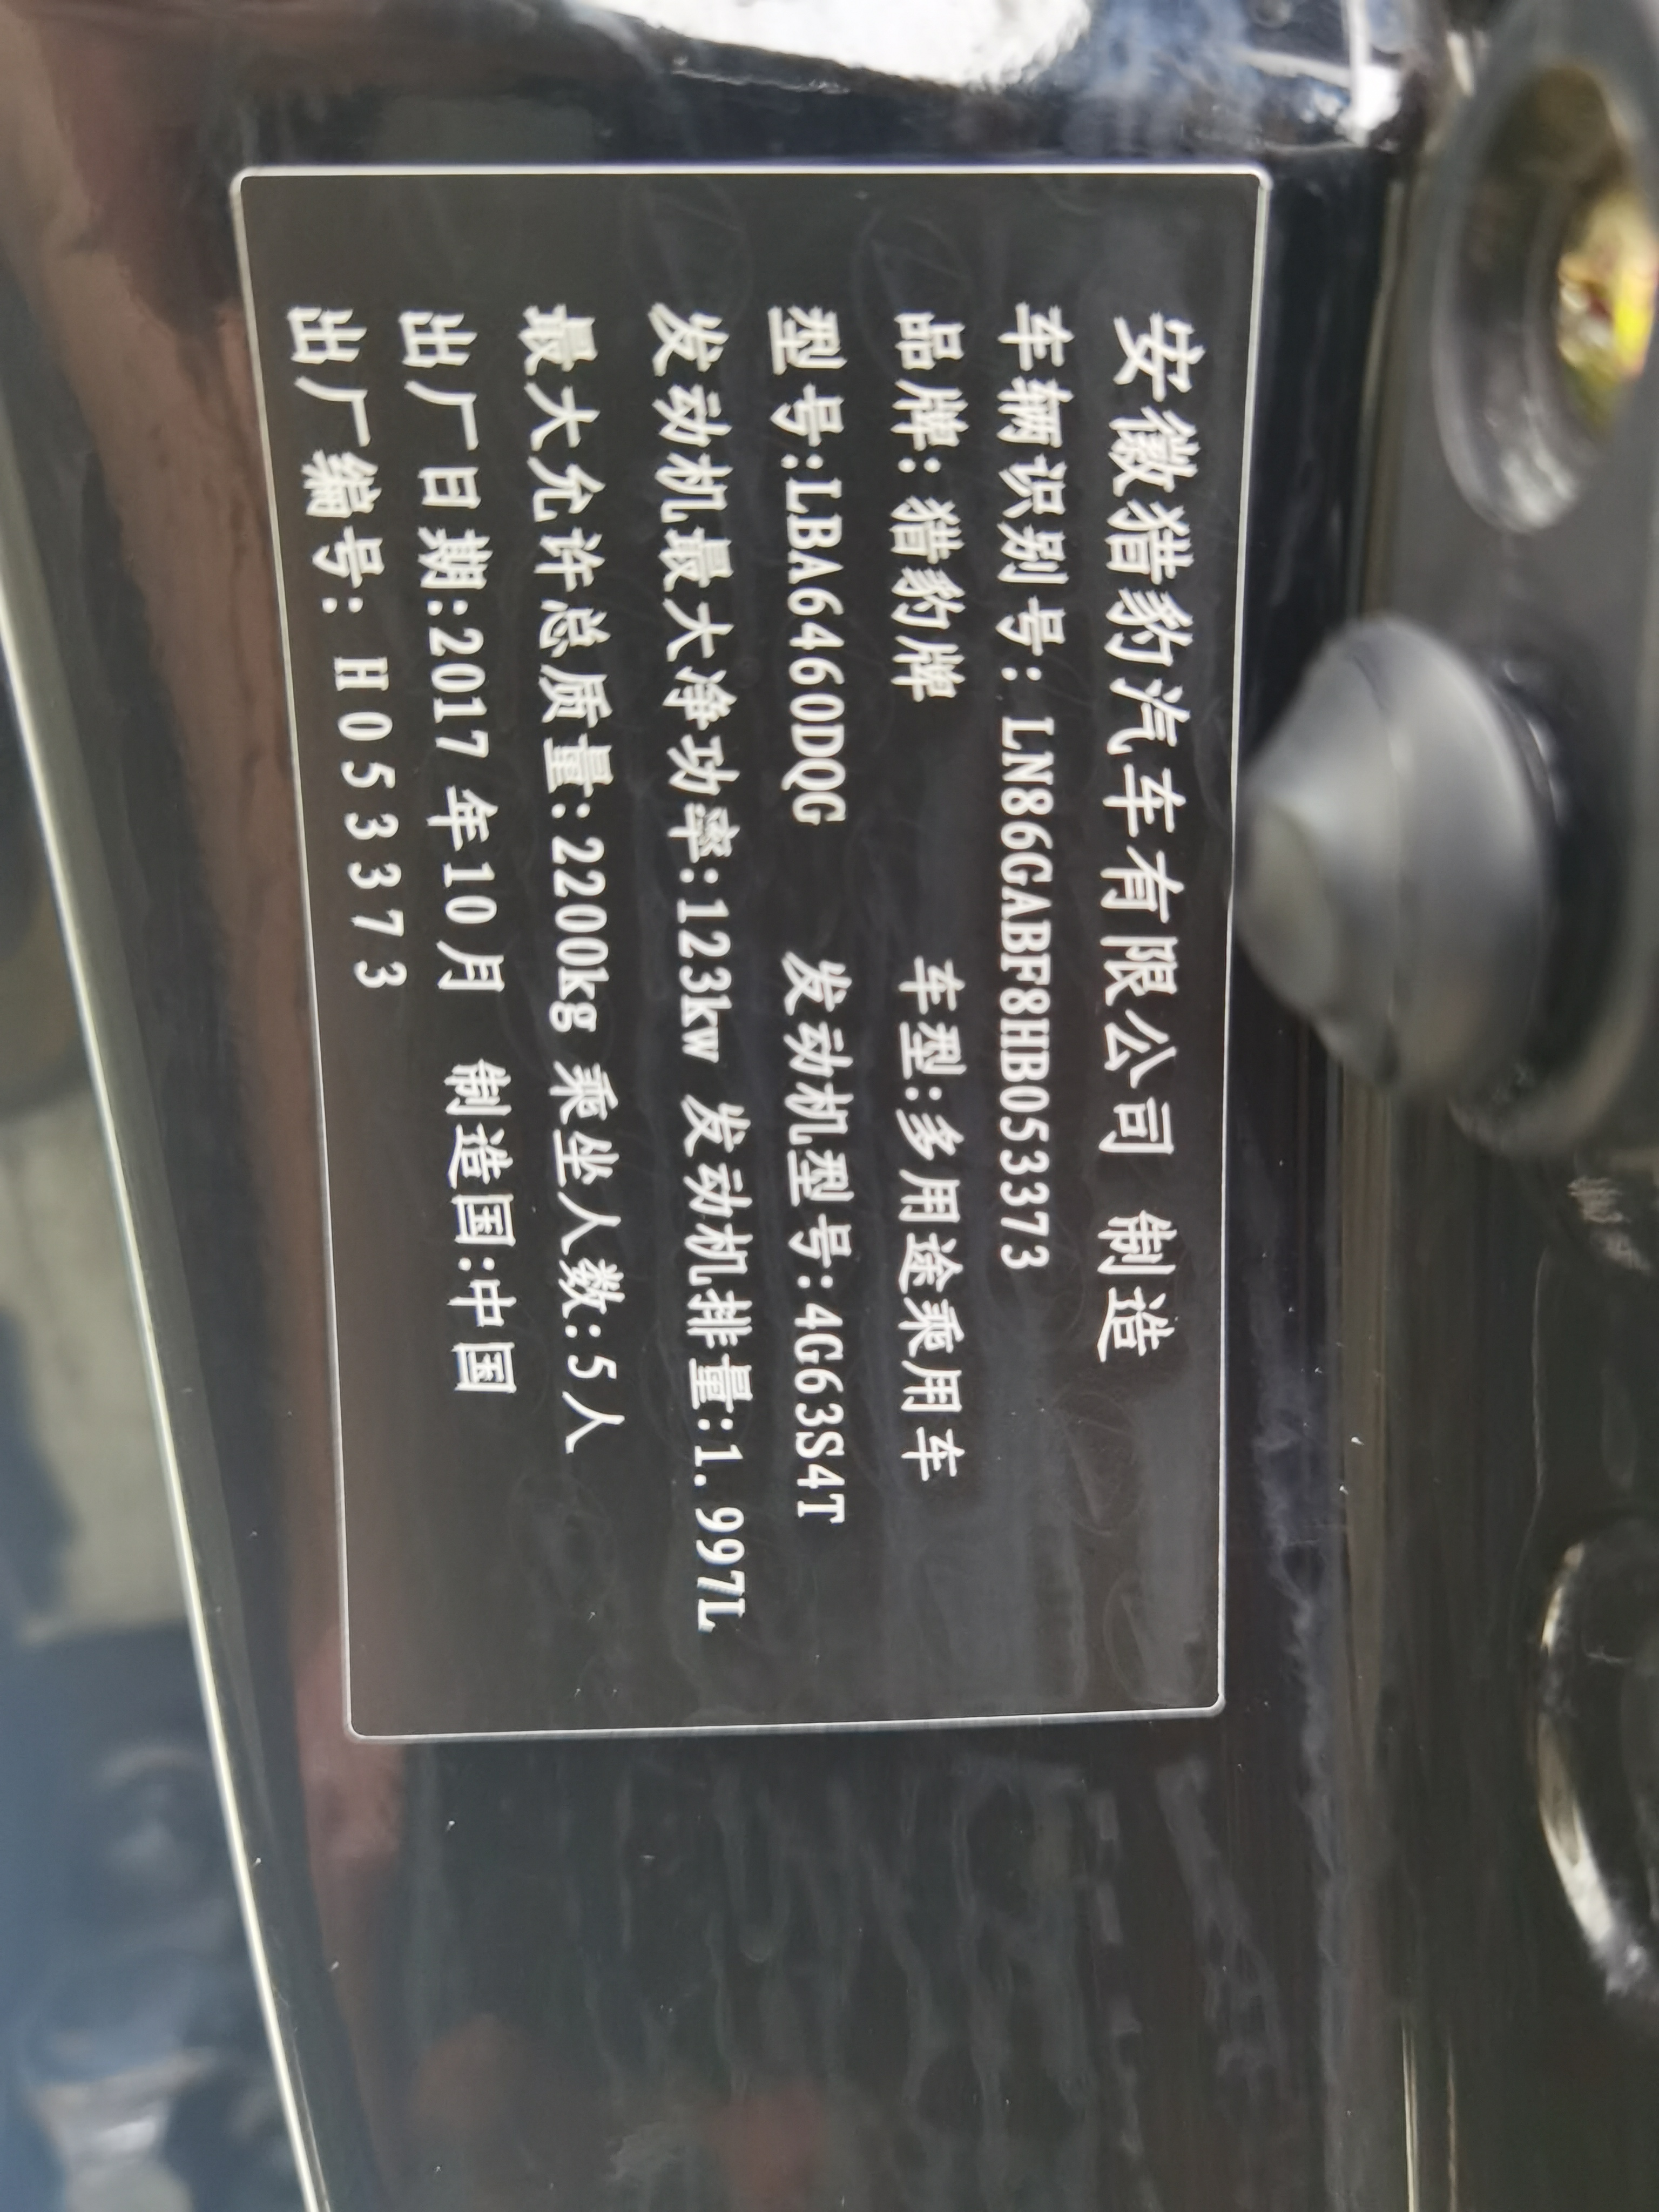 安徽猎豹汽车有限公司 制造
车辆识别号: LN86GABF8HB053373
品牌: 猎豹牌 车型:多用途乘用车
型号:LBA6460DQG 发动机型号:4G63S4T
发动机最大净功率:123kw 发动机排量:1.997L
最大允许总质量:2200kg 乘坐人数:5人
出厂日期:2017年10月 制造国:中国
出厂编号: H053373